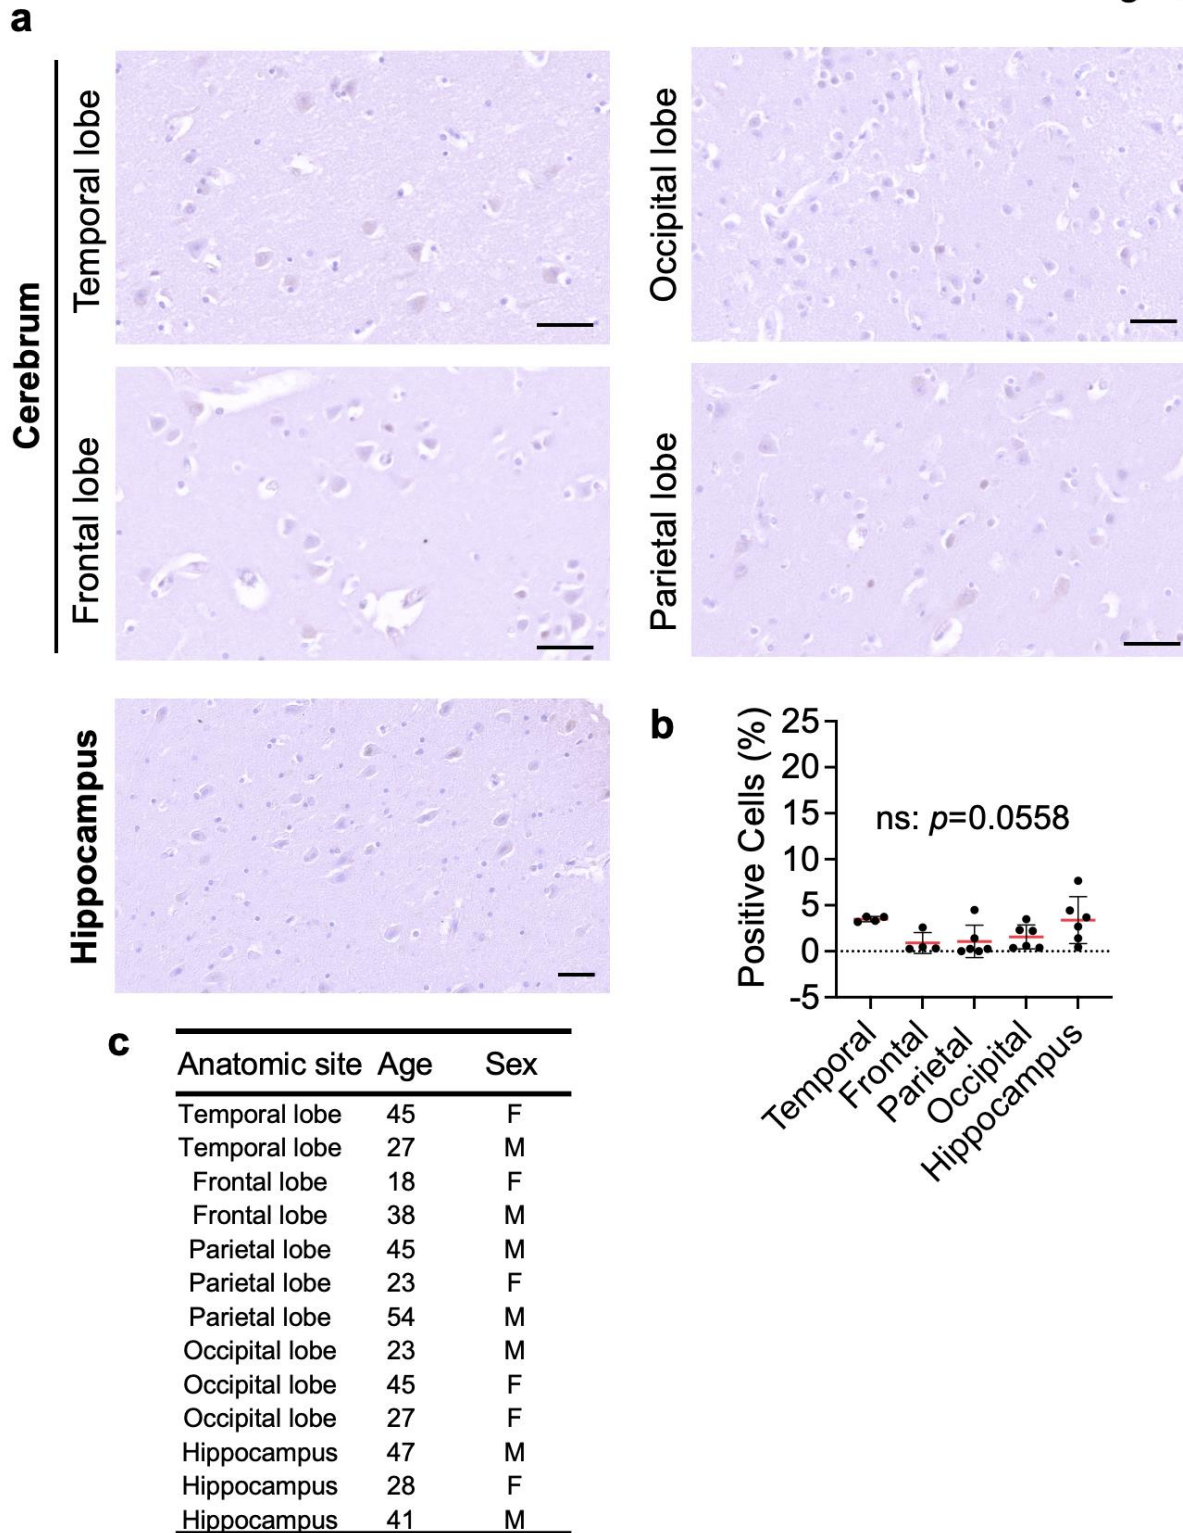 a
Cerebrum
Temporal lobe
Occipital lobe
Frontal lobe
Parietal lobe
Hippocampus
b
Positive Cells (%)
25
20
15
10
5
0
-5
ns: p=0.0558
Temporal
Frontal
Parietal
Occipital
Hippocampus
c
Anatomic site Age Sex
Temporal lobe 45 F
Temporal lobe 27 M
Frontal lobe 18 F
Frontal lobe 38 M
Parietal lobe 45 M
Parietal lobe 23 F
Parietal lobe 54 M
Occipital lobe 23 M
Occipital lobe 45 F
Occipital lobe 27 F
Hippocampus 47 M
Hippocampus 28 F
Hippocampus 41 M